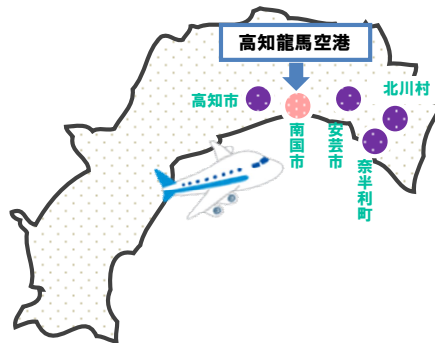 高知龍馬空港
北川村
高知市
南国市
安芸市
奈半利町